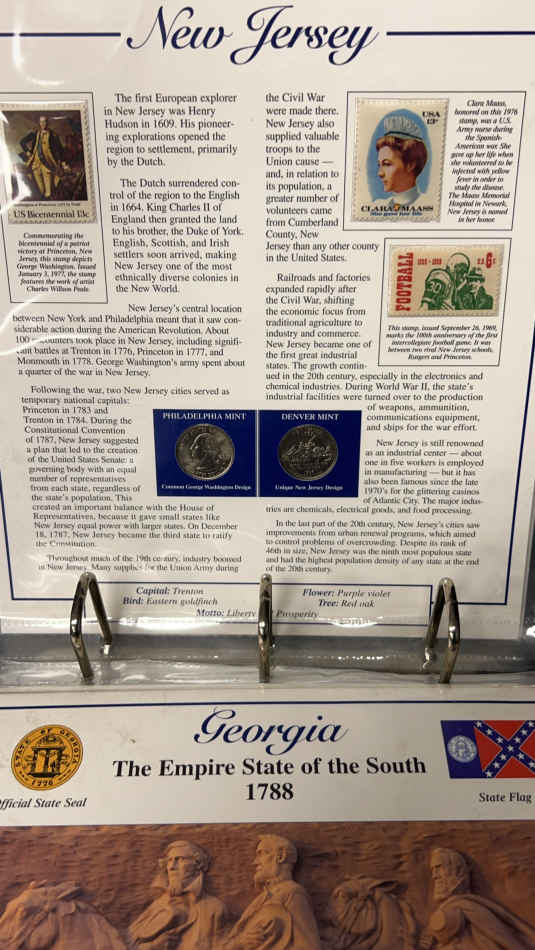 New Jersey
The first European explorer
in New Jersey was Henry
Hudson in 1609. His pioneer-
ing explorations opened the
region to settlement, primarily
by the Dutch.
The Dutch surrendered con-
trol of the region to the English
in 1664. King Charles II of
England then granted the land
to his brother, the Duke of York.
English, Scottish, and Irish
settlers soon arrived, making
New Jersey one of the most
ethnically diverse colonies in
the New World.
US Bicentennial 13c
Commemorating the
bicentennial of a patriot
victory at Princeton, New
Jersey, this stamp depicts
George Washington. Issued
January 3, 1977, the stamp
features the work of artist
Charles Willson Peale.
New Jersey's central location
between New York and Philadelphia meant that it saw con-
siderable action during the American Revolution. About
100 encounters took place in New Jersey, including signifi-
cant battles at Trenton in 1776, Princeton in 1777, and
Monmouth in 1778. George Washington's army spent about
a quarter of the war in New Jersey.
Following the war, two New Jersey cities served as
temporary national capitals:
Princeton in 1783 and
Trenton in 1784. During the
Constitutional Convention
of 1787, New Jersey suggested
a plan that led to the creation
of the United States Senate: a
governing body with an equal
number of representatives
from each state, regardless of
the state's population. This
created an important balance with the House of
Representatives, because it gave small states like
New Jersey equal power with larger states. On December
18, 1787, New Jersey became the third state to ratify
the Constitution.
Throughout much of the 19th century, industry boomed
in New Jersey. Many supplies for the Union Army during
the Civil War
were made there.
New Jersey also
supplied valuable
troops to the
Union cause —
and, in relation to
its population, a
greater number of
volunteers came
from Cumberland
County, New
Jersey than any other county
in the United States.
USA
13c
CLARA MAASS
She gave her life
Clara Maass,
honored on this 1976
stamp, was a U.S.
Army nurse during
the Spanish-
American war. She
gave up her life when
she volunteered to be
infected with yellow
fever in order to
study the disease.
The Maass Memorial
Hospital in Newark,
New Jersey is named
in her honor.
Railroads and factories
expanded rapidly after
the Civil War, shifting
the economic focus from
traditional agriculture to
industry and commerce.
New Jersey became one of
the first great industrial
states. The growth contin-
ued in the 20th century, especially in the electronics and
chemical industries. During World War II, the state's
industrial facilities were turned over to the production
of weapons, ammunition,
communications equipment,
and ships for the war effort.
FOOTBALL
6c
This stamp, issued September 26, 1969,
marks the 100th anniversary of the first
intercollegiate football game. It was
between two rival New Jersey schools,
Rutgers and Princeton.
PHILADELPHIA MINT
Common George Washington Design
DENVER MINT
Unique New Jersey Design
New Jersey is still renowned
as an industrial center — about
one in five workers is employed
in manufacturing — but it has
also been famous since the late
1970's for the glittering casinos
of Atlantic City. The major indus-
tries are chemicals, electrical goods, and food processing.
In the last part of the 20th century, New Jersey's cities saw
improvements from urban renewal programs, which aimed
to control problems of overcrowding. Despite its rank of
46th in size, New Jersey was the ninth most populous state
and had the highest population density of any state at the end
of the 20th century.
Capital: Trenton
Bird: Eastern goldfinch
Flower: Purple violet
Tree: Red oak
Motto: Liberty Prosperity
Georgia
The Empire State of the South
1788
STATE OF GEORGIA
1776
Official State Seal
State Flag